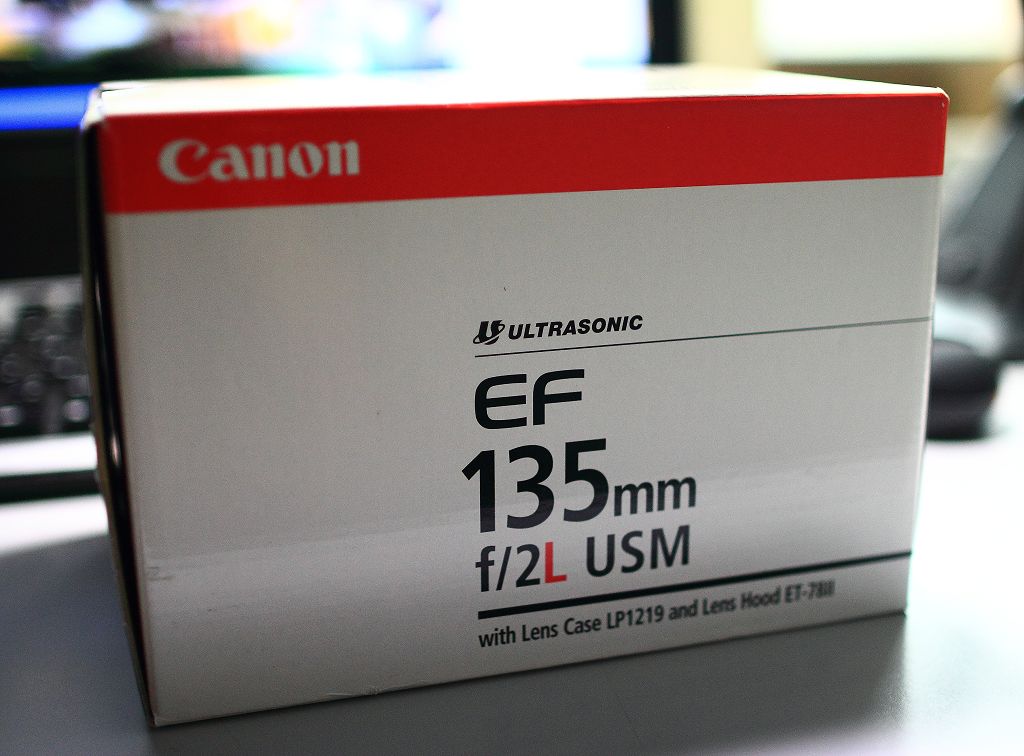 Canon
ULTRASONIC
EF
135mm
f/2L USM
with Lens Case LP1219 and Lens Hood ET-78II